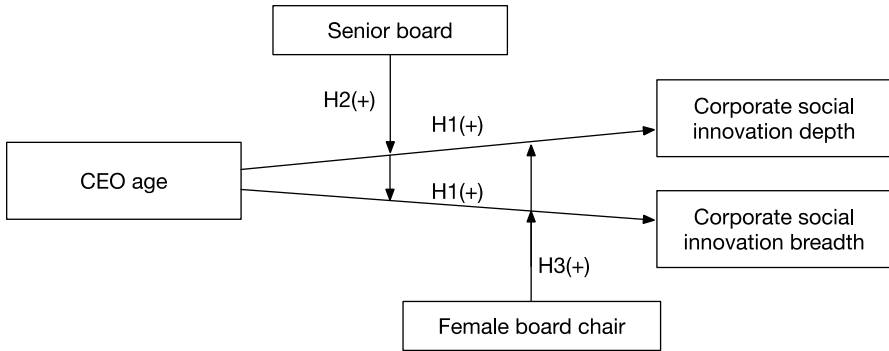 Senior board
H2(+)
H1(+)
Corporate social
innovation depth
CEO age
H1(+)
Corporate social
innovation breadth
H3(+)
Female board chair